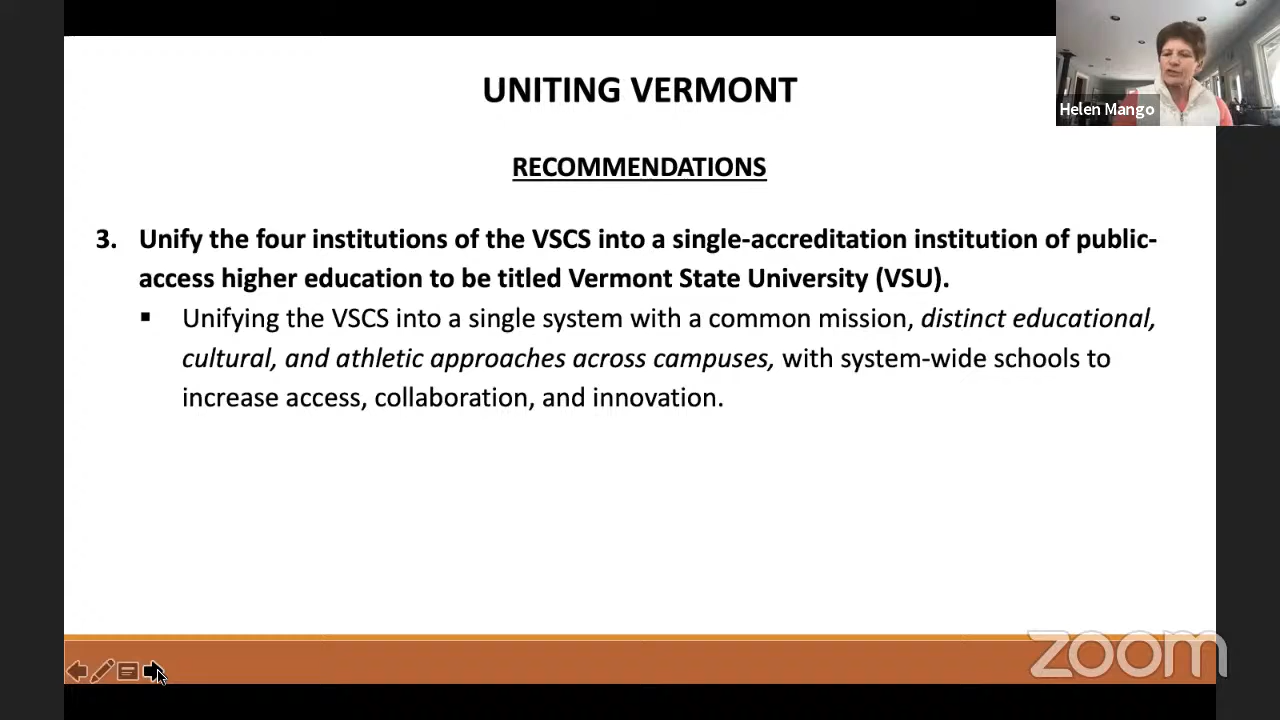 UNITING VERMONT
Helen Mango
RECOMMENDATIONS
3. Unify the four institutions of the VSCS into a single-accreditation institution of public-
access higher education to be titled Vermont State University (VSU).
▪ Unifying the VSCS into a single system with a common mission, distinct educational,
cultural, and athletic approaches across campuses, with system-wide schools to
increase access, collaboration, and innovation.
zoom